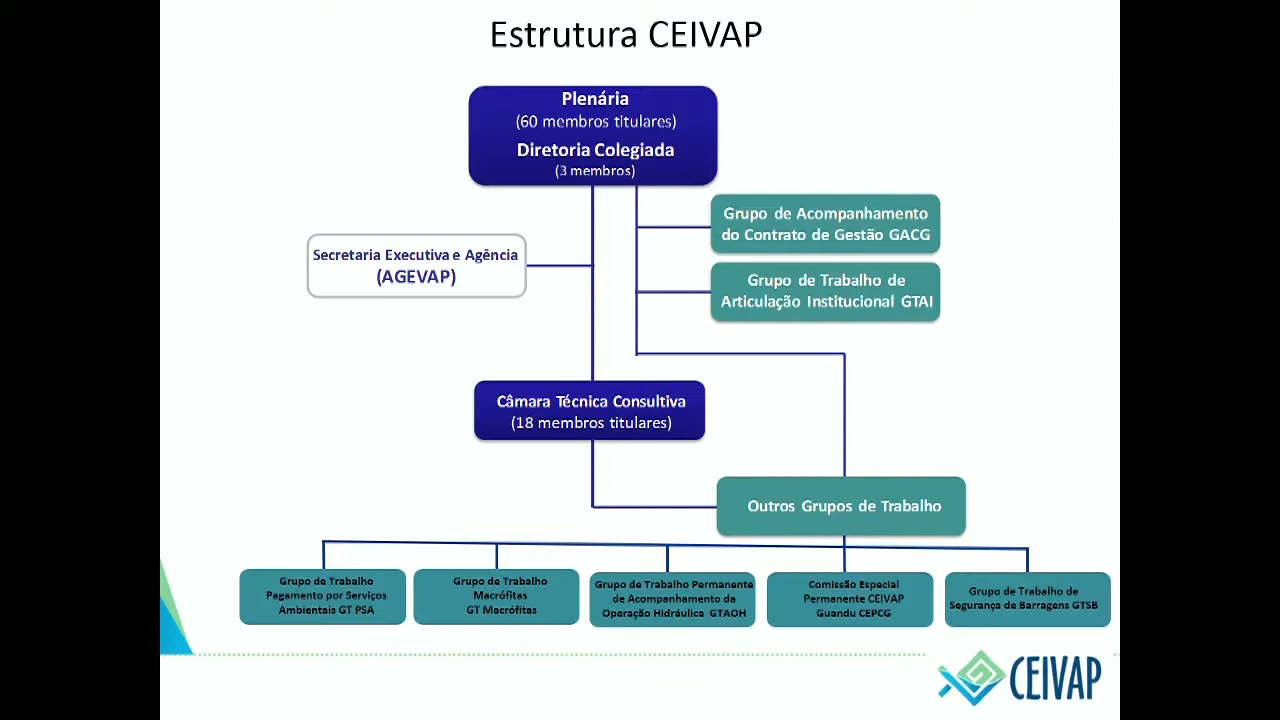 Estrutura CEIVAP
Plenária
(60 membros titulares)
Diretoria Colegiada
(3 membros)
Grupo de Acompanhamento
do Contrato de Gestão GACG
Secretaria Executiva e Agência
(AGEVAP)
Grupo de Trabalho de
Articulação Institucional GTAI
Câmara Técnica Consultiva
(18 membros titulares)
Outros Grupos de Trabalho
Grupo de Trabalho
Pagamento por Serviços
Ambientais GT PSA
Grupo de Trabalho
Macrófitas
GT Macrófitas
Grupo de Trabalho Permanente
de Acompanhamento da
Operação Hidráulica GTAOH
Comissão Especial
Permanente CEIVAP
Guandu CEPCG
Grupo de Trabalho de
Segurança de Barragens GTSB
CEIVAP